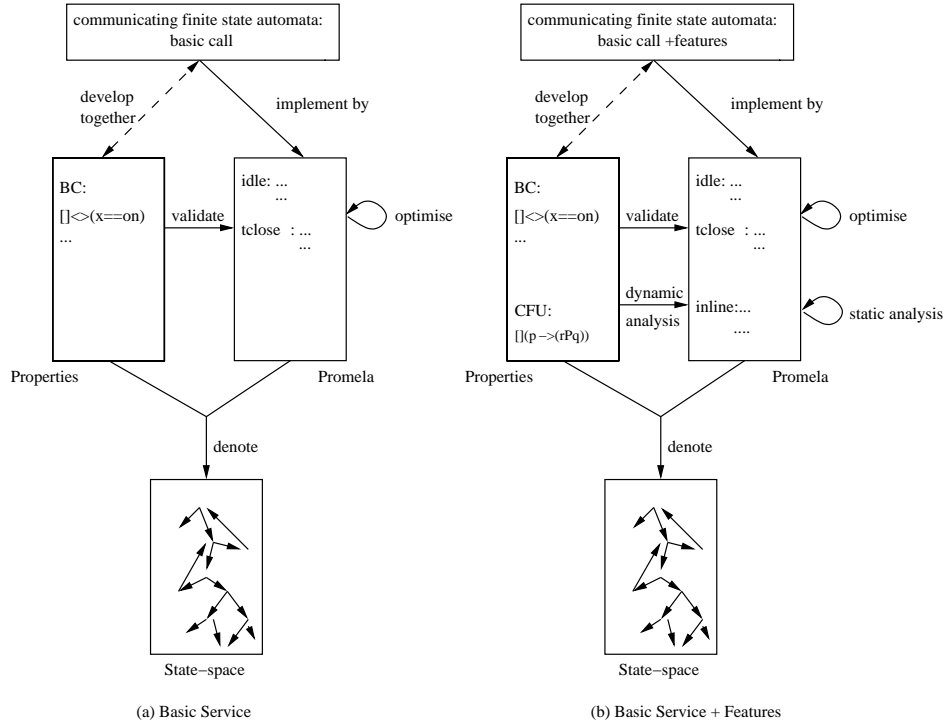 communicating finite state automata:
basic call
develop
together
implement by
BC:
[]<>(x==on)
...
validate
idle: ...
...
tclose : ...
...
optimise
Properties
Promela
denote
State−space
(a) Basic Service
communicating finite state automata:
basic call +features
develop
together
implement by
BC:
[]<>(x==on)
...
validate
idle: ...
...
tclose : ...
...
optimise
CFU:
[](p −>(rPq))
dynamic
analysis
inline:...
....
static analysis
Properties
Promela
denote
State−space
(b) Basic Service + Features